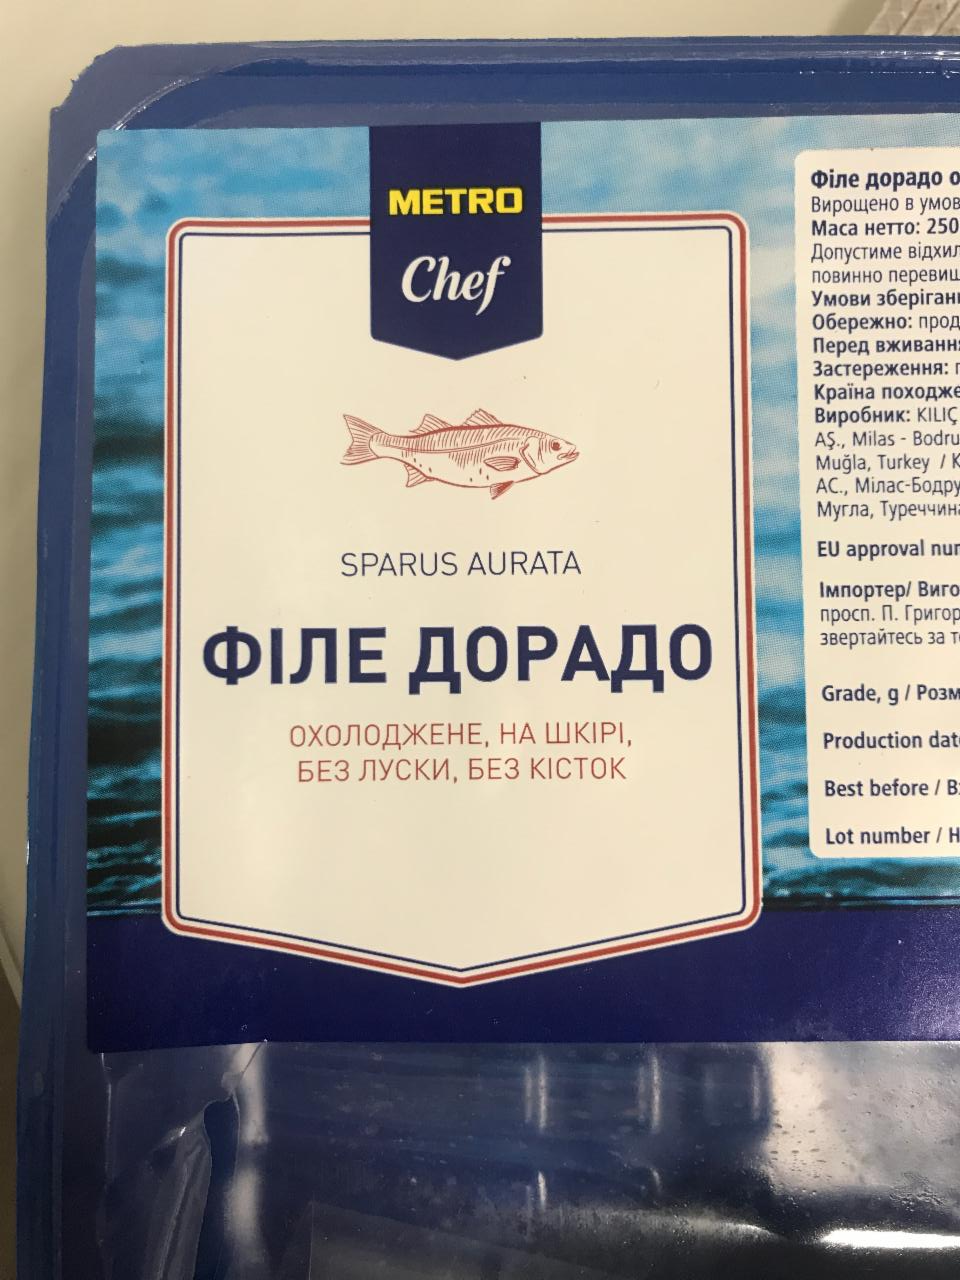 METRO
Chef
SPARUS AURATA
ФІЛЕ ДОРАДО
ОХОЛОДЖЕНЕ, НА ШКІРІ,
БЕЗ ЛУСКИ, БЕЗ КІСТОК
Філе дорадо о
Вирощено в умов
Маса нетто: 250
Допустиме відхил
повинно перевищ
Умови зберіганн
Обережно: прод
Перед вживання
Застереження:
Країна походже
Виробник: KILIÇ
AŞ., Milas - Bodru
Muğla, Turkey / K
АС., Мілас-Бодру
Мугла, Туреччина
EU approval num
Імпортер/ Виго
просп. П. Григор
звертайтесь за т
Grade, g / Розм
Production date
Best before / В
Lot number / Н